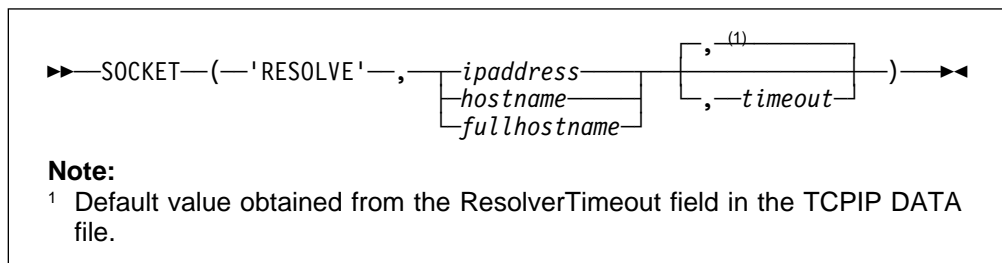 , (1)
SOCKET ( 'RESOLVE' , ipaddress )
hostname , timeout
fullhostname
Note:
1 Default value obtained from the ResolverTimeout field in the TCPIP DATA
file.